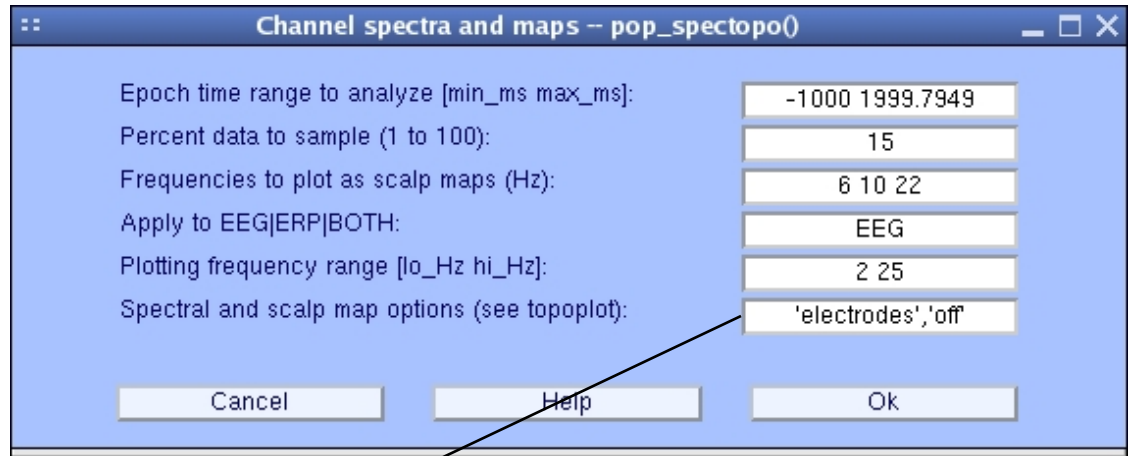 Channel spectra and maps -- pop_spectopo()
Epoch time range to analyze [min_ms max_ms]: -1000 1999.7949
Percent data to sample (1 to 100): 15
Frequencies to plot as scalp maps (Hz): 6 10 22
Apply to EEG|ERP|BOTH: EEG
Plotting frequency range [lo_Hz hi_Hz]: 2 25
Spectral and scalp map options (see topoplot): 'electrodes','off'
Cancel Help Ok